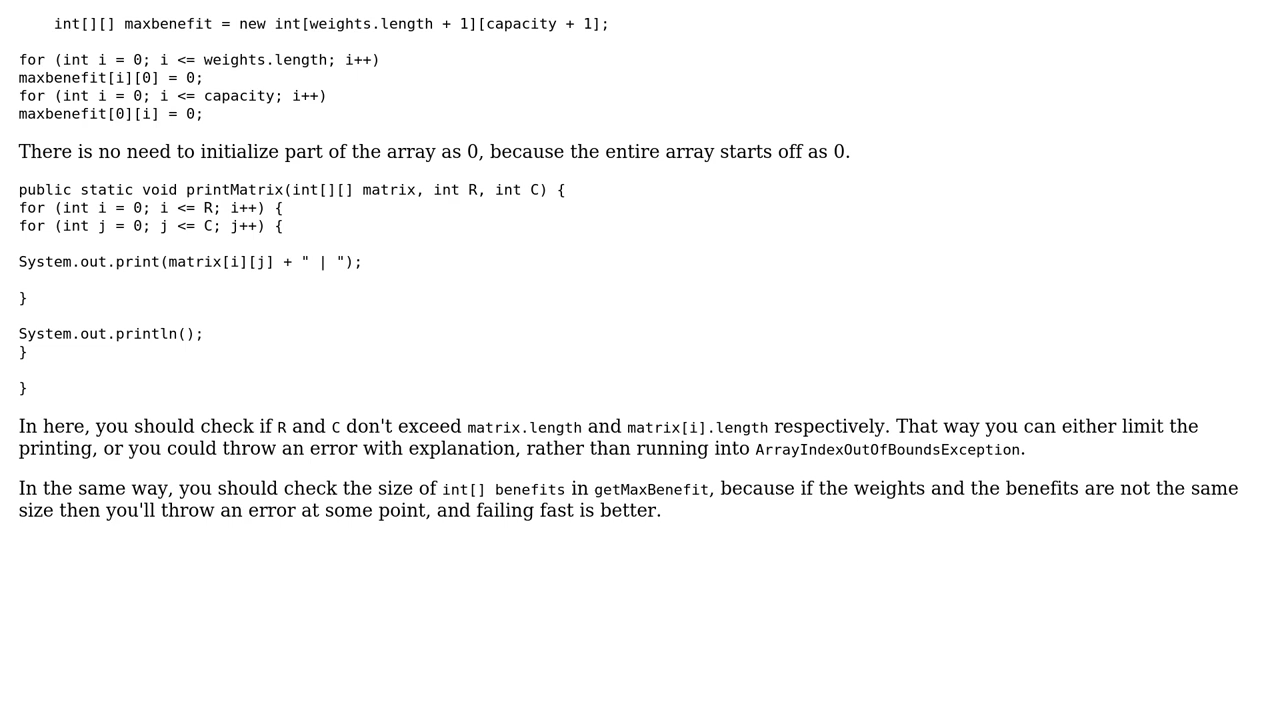 int[][] maxbenefit = new int[weights.length + 1][capacity + 1];
for (int i = 0; i <= weights.length; i++)
maxbenefit[i][0] = 0;
for (int i = 0; i <= capacity; i++)
maxbenefit[0][i] = 0;
There is no need to initialize part of the array as 0, because the entire array starts off as 0.
public static void printMatrix(int[][] matrix, int R, int C) {
for (int i = 0; i <= R; i++) {
for (int j = 0; j <= C; j++) {
System.out.print(matrix[i][j] + " | ");
}
System.out.println();
}
}
In here, you should check if R and C don't exceed matrix.length and matrix[i].length respectively. That way you can either limit the
printing, or you could throw an error with explanation, rather than running into ArrayIndexOutOfBoundsException.
In the same way, you should check the size of int[] benefits in getMaxBenefit, because if the weights and the benefits are not the same
size then you'll throw an error at some point, and failing fast is better.